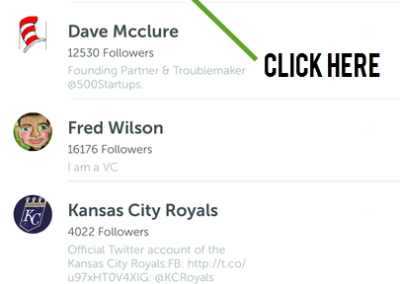 Dave Mcclure
12530 Followers
Founding Partner & Troublemaker
@500Startups.
CLICK HERE
Fred Wilson
16176 Followers
I am a VC
KC
Kansas City Royals
4022 Followers
Official Twitter account of the
Kansas City Royals.FB: http://t.co/
u97xHT0V4XIG: @KCRoyals